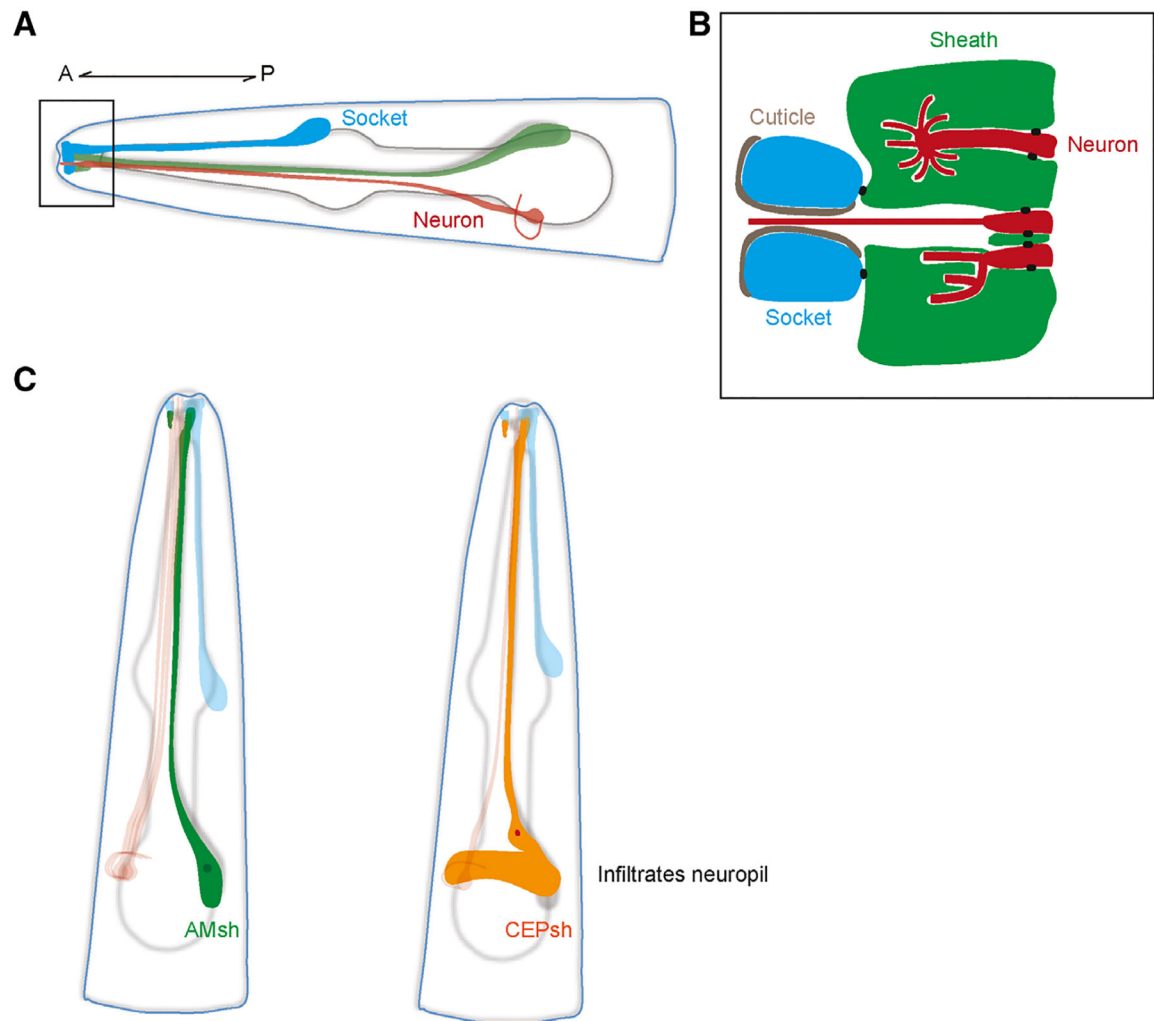 A
A P
Socket
Neuron
B
Sheath
Cuticle
Neuron
Socket
C
AMsh
CEPsh
Infiltrates neuropil